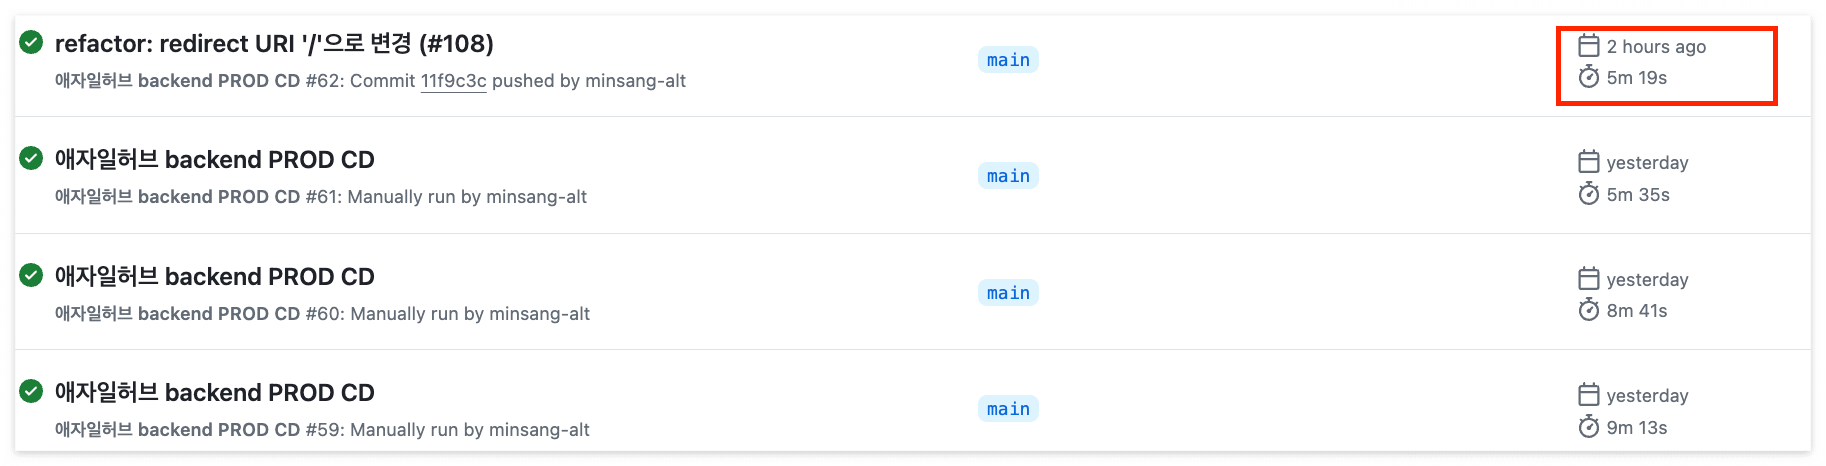 refactor: redirect URI '/'으로 변경 (#108)
애자일허브 backend PROD CD #62: Commit 11f9c3c pushed by minsang-alt
main
2 hours ago
5m 19s
애자일허브 backend PROD CD
애자일허브 backend PROD CD #61: Manually run by minsang-alt
main
yesterday
5m 35s
애자일허브 backend PROD CD
애자일허브 backend PROD CD #60: Manually run by minsang-alt
main
yesterday
8m 41s
애자일허브 backend PROD CD
애자일허브 backend PROD CD #59: Manually run by minsang-alt
main
yesterday
9m 13s